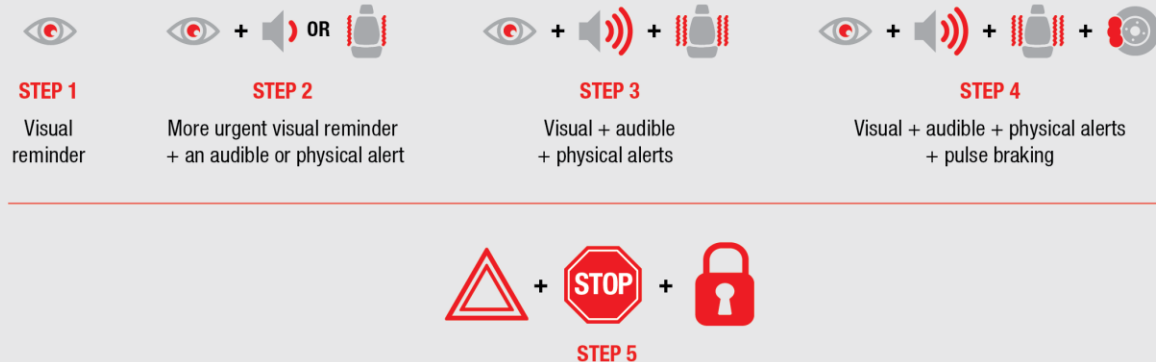 + OR + + + + +
STEP 1 STEP 2 STEP 3 STEP 4
Visual
reminder
More urgent visual reminder
+ an audible or physical alert
Visual + audible
+ physical alerts
Visual + audible + physical alerts
+ pulse braking
+ STOP +
STEP 5